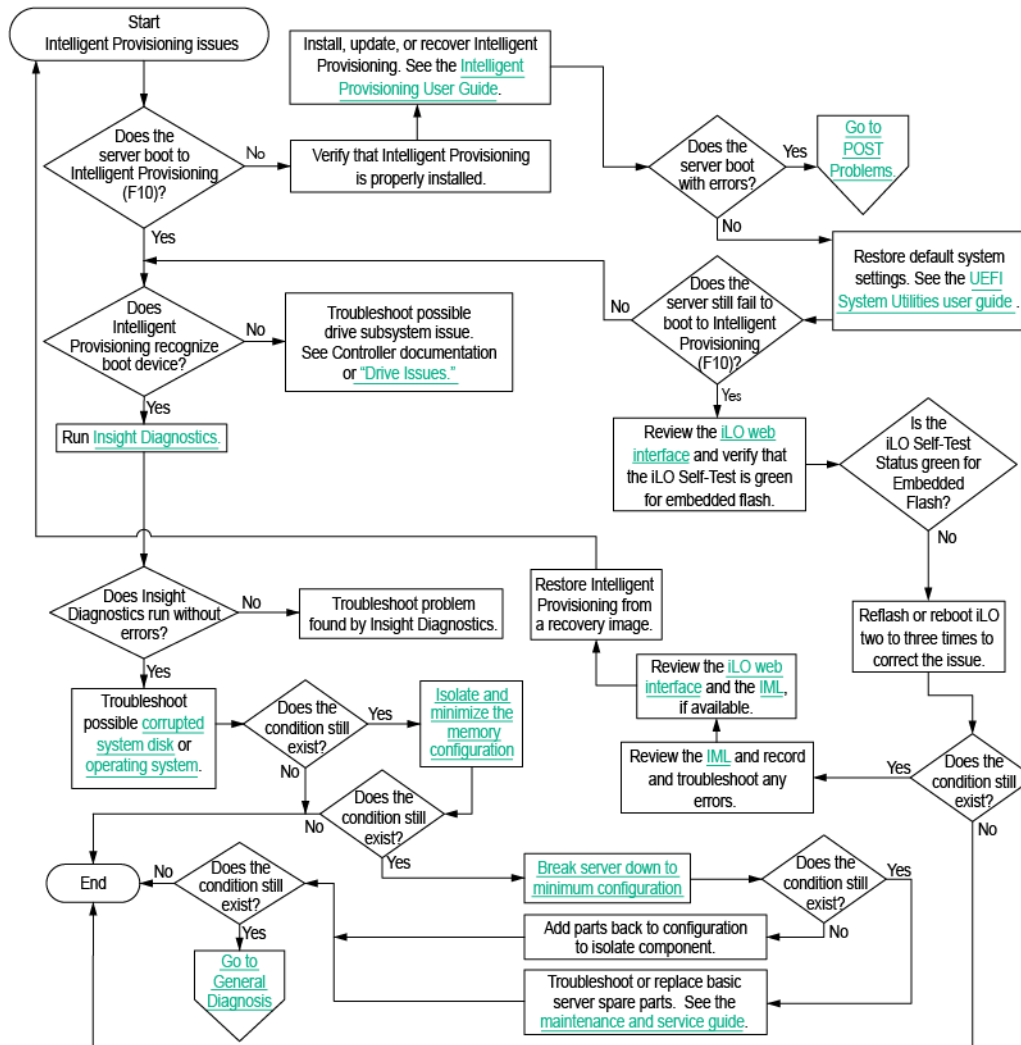 Start
Intelligent Provisioning issues
Install, update, or recover Intelligent
Provisioning. See the Intelligent
Provisioning User Guide.
Does the
server boot to
Intelligent Provisioning
(F10)?
No
Verify that Intelligent Provisioning
is properly installed.
Does the
server boot
with errors?
Yes
Go to
POST
Problems.
No
Yes
Restore default system
settings. See the UEFI
System Utilities user guide .
Does the
server still fail to
boot to Intelligent
Provisioning
(F10)?
No
Yes
Does
Intelligent
Provisioning recognize
boot device?
No
Troubleshoot possible
drive subsystem issue.
See Controller documentation
or “Drive Issues.”
Yes
Run Insight Diagnostics.
Review the iLO web
interface and verify that
the iLO Self-Test is green
for embedded flash.
Is the
iLO Self-Test
Status green for
Embedded
Flash?
No
Does Insight
Diagnostics run without
errors?
No
Troubleshoot problem
found by Insight Diagnostics.
Restore Intelligent
Provisioning from
a recovery image.
Reflash or reboot iLO
two to three times to
correct the issue.
Yes
Troubleshoot
possible corrupted
system disk or
operating system.
Does the
condition still
exist?
Yes
Isolate and
minimize the
memory
configuration
No
Review the iLO web
interface and the IML,
if available.
Review the IML and record
and troubleshoot any
errors.
Yes
Does the
condition still
exist?
No
Does the
condition still
exist?
No
Yes
Break server down to
minimum configuration
Does the
condition still
exist?
Yes
No
End
No
Does the
condition still
exist?
Yes
Add parts back to configuration
to isolate component.
Go to
General
Diagnosis
Troubleshoot or replace basic
server spare parts. See the
maintenance and service guide.